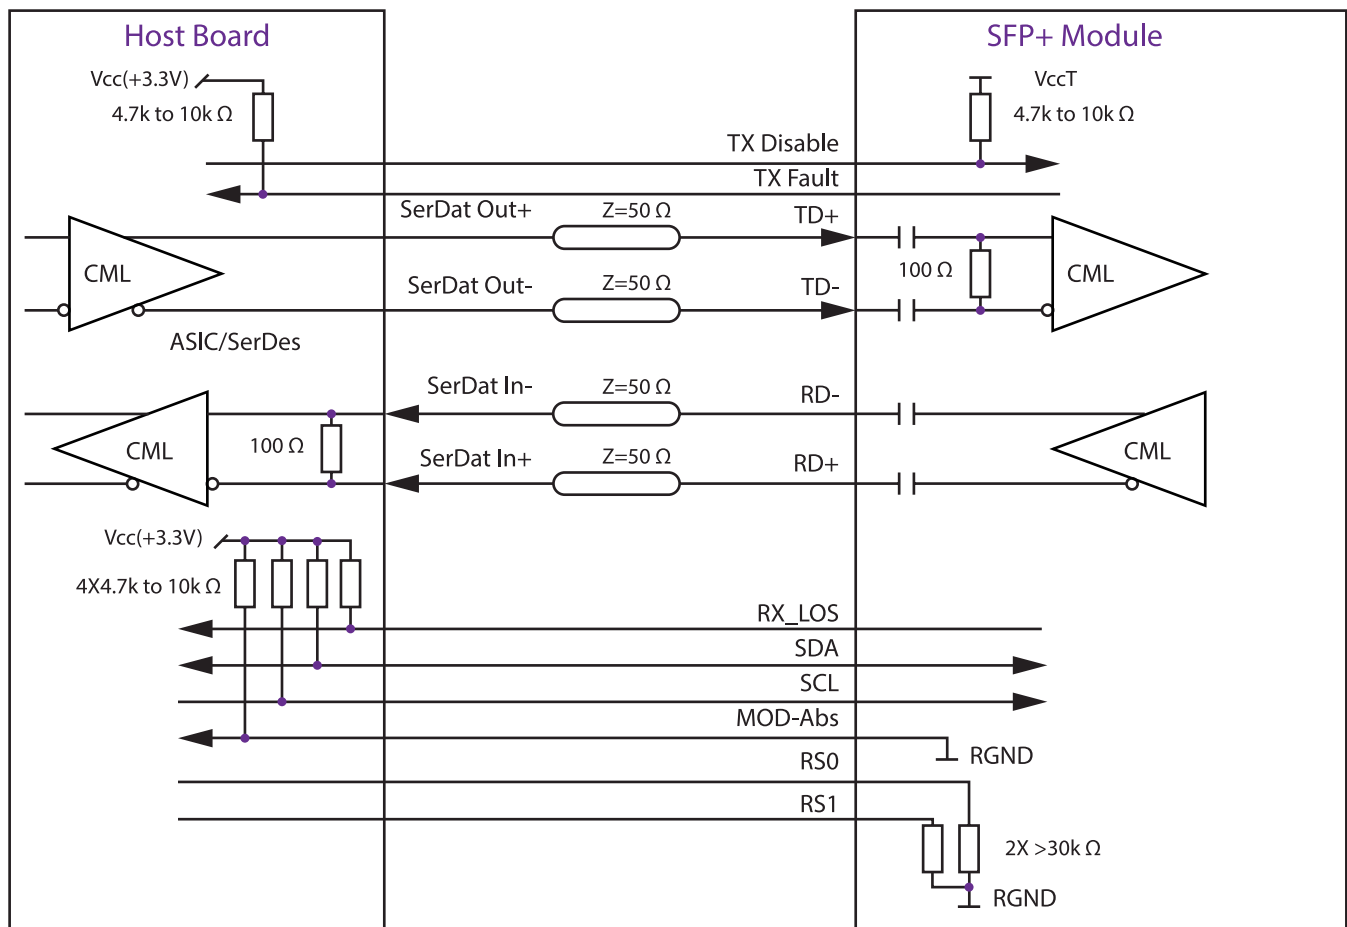 Host Board
SFP+ Module
Vcc(+3.3V)
4.7k to 10k Ω
VccT
4.7k to 10k Ω
TX Disable
TX Fault
SerDat Out+
Z=50 Ω
TD+
CML
SerDat Out-
Z=50 Ω
TD-
100 Ω
CML
ASIC/SerDes
SerDat In-
Z=50 Ω
RD-
CML
100 Ω
SerDat In+
Z=50 Ω
RD+
CML
Vcc(+3.3V)
4X4.7k to 10k Ω
RX_LOS
SDA
SCL
MOD-Abs
RGND
RS0
RS1
2X >30k Ω
RGND